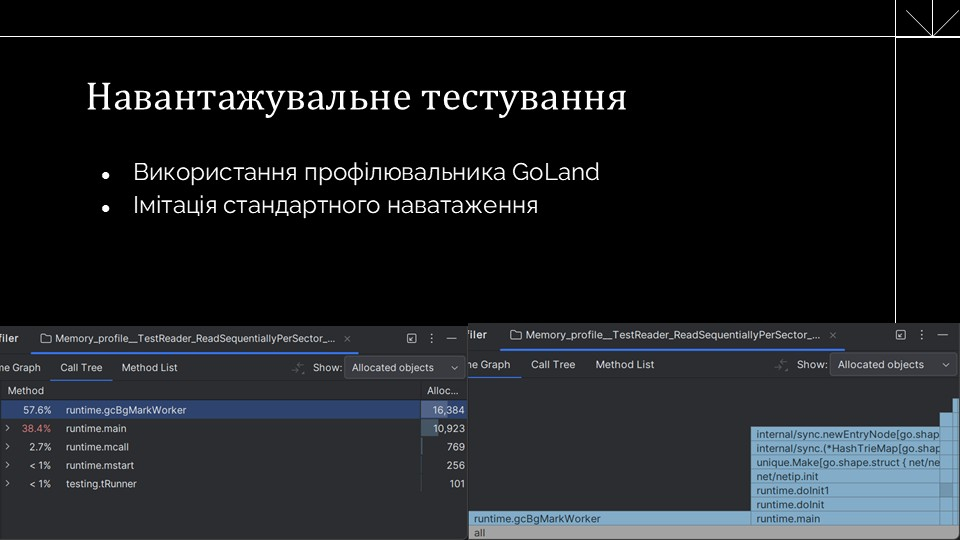 Навантажувальне тестування
Використання профілювальника GoLand
Імітація стандартного наватаження
filer
Memory_profile__TestReader_ReadSequentiallyPerSector_...
me Graph Call Tree Method List Show: Allocated objects
Method Alloc...
57.6% runtime.gcBgMarkWorker 16,384
38.4% runtime.main 10,923
2.7% runtime.mcall 769
< 1% runtime.mstart 256
< 1% testing.tRunner 101
filer
Memory_profile__TestReader_ReadSequentiallyPerSector_...
ne Graph Call Tree Method List Show: Allocated objects
internal/sync.newEntryNode[go.shap
internal/sync.(*HashTrieMap[go.shap
unique.Make[go.shape.struct { net/ne
net/netip.init
runtime.doInit1
runtime.doInit
runtime.gcBgMarkWorker runtime.main
all